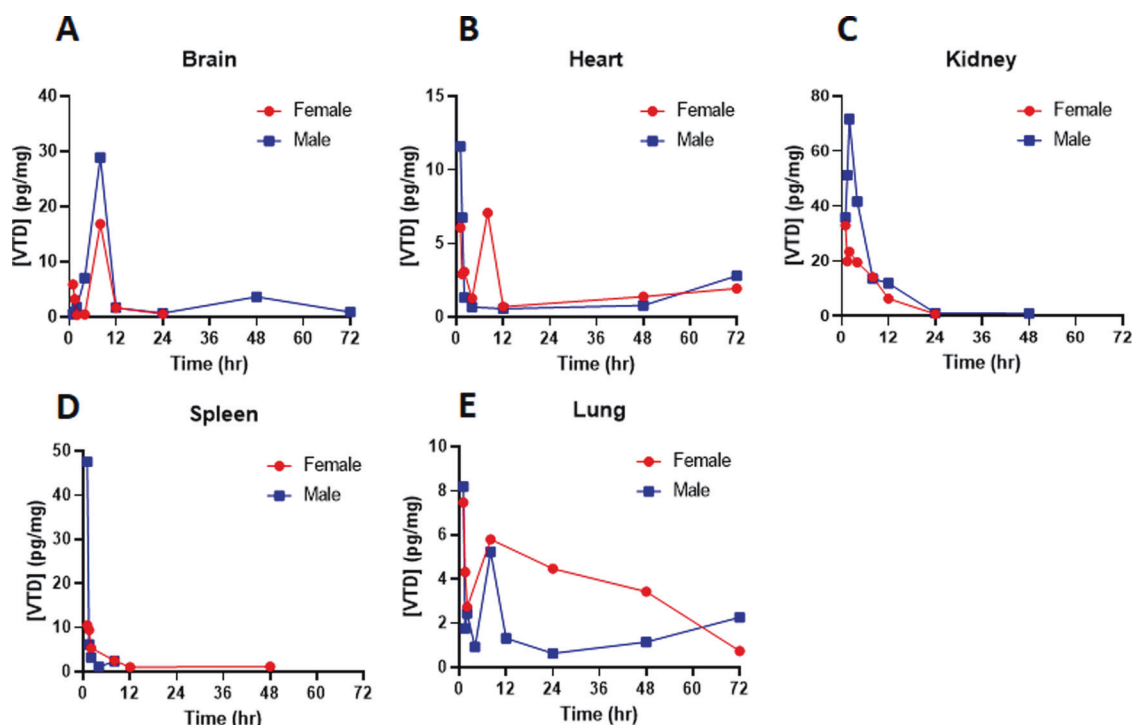 A
Brain
40
30
20
10
0
[VTD] (pg/mg)
Female
Male
0 12 24 36 48 60 72
Time (hr)
B
Heart
15
10
5
0
[VTD] (pg/mg)
Female
Male
0 12 24 36 48 60 72
Time (hr)
C
Kidney
80
60
40
20
0
[VTD] (pg/mg)
Female
Male
0 12 24 36 48 60 72
Time (hr)
D
Spleen
50
40
30
20
10
0
[VTD] (pg/mg)
Female
Male
0 12 24 36 48 60 72
Time (hr)
E
Lung
10
8
6
4
2
0
[VTD] (pg/mg)
Female
Male
0 12 24 36 48 60 72
Time (hr)